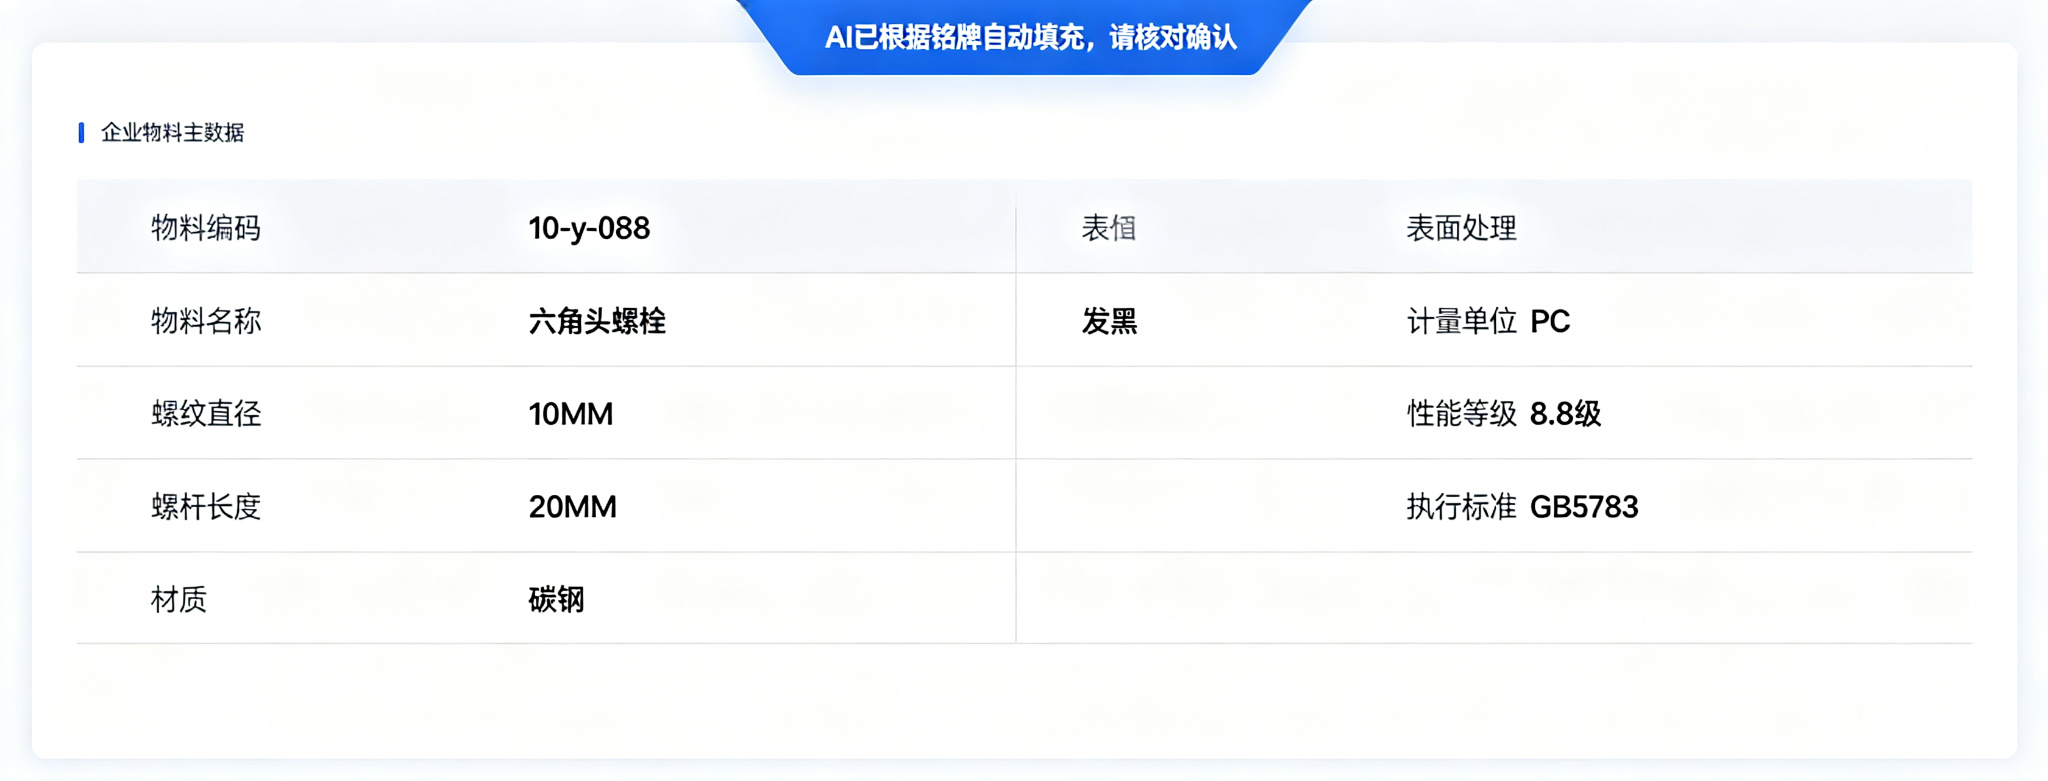 AI已根据铭牌自动填充，请核对确认
企业物料主数据
物料编码 10-y-088 表 表面处理
物料名称 六角头螺栓 发黑 计量单位 PC
螺纹直径 10MM 性能等级 8.8级
螺杆长度 20MM 执行标准 GB5783
材质 碳钢